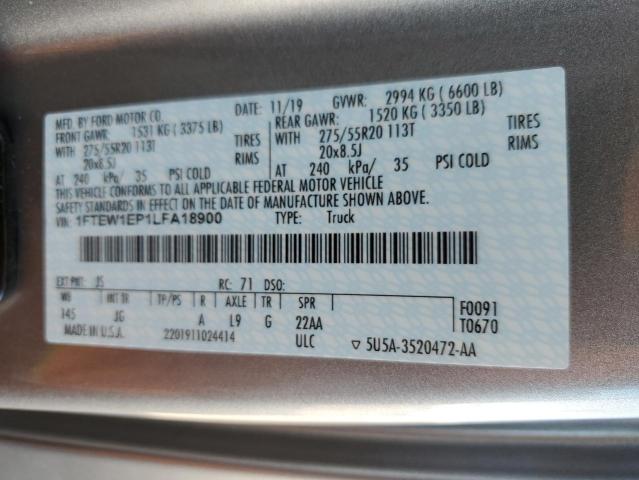 MFD. BY FORD MOTOR CO. DATE: 11/19 GVWR: 2994 KG ( 6600 LB)
FRONT GAWR: 1531 KG ( 3375 LB) REAR GAWR: 1520 KG ( 3350 LB)
WITH 275/55R20 113T TIRES WITH 275/55R20 113T TIRES
20x8.5J RIMS 20x8.5J RIMS
AT 240 kPa/ 35 PSI COLD AT 240 kPa/ 35 PSI COLD
THIS VEHICLE CONFORMS TO ALL APPLICABLE FEDERAL MOTOR VEHICLE
SAFETY STANDARDS IN EFFECT ON THE DATE OF MANUFACTURE SHOWN ABOVE.
VIN: 1FTEW1EP1LFA18900 TYPE: Truck
EXT PNT: JS RC: 71 DSO:
WB INT TR TP/PS R AXLE TR SPR F0091
145 JG A L9 G 22AA T0670
MADE IN U.S.A. 2201911024414 ULC ▽ 5U5A-3520472-AA